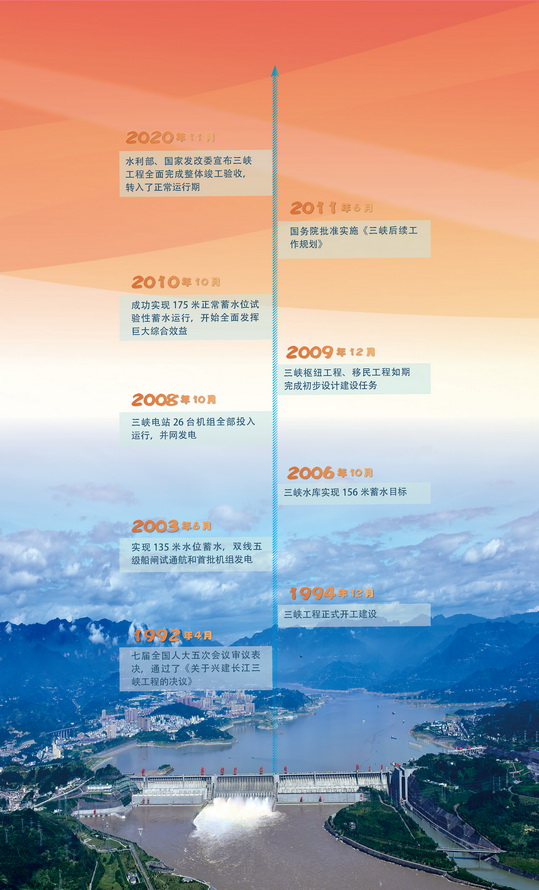 2020年11月
水利部、国家发改委宣布三峡
工程全面完成整体竣工验收，
转入了正常运行期
2011年5月
国务院批准实施《三峡后续工
作规划》
2010年10月
成功实现175米正常蓄水位试
验性蓄水运行，开始全面发挥
巨大综合效益
2009年12月
三峡枢纽工程、移民工程如期
完成初步设计建设任务
2008年10月
三峡电站26台机组全部投入
运行，并网发电
2006年10月
三峡水库实现156米蓄水目标
2003年6月
实现135米水位蓄水，双线五
级船闸试通航和首批机组发电
1994年12月
三峡工程正式开工建设
1992年4月
七届全国人大五次会议审议表
决，通过了《关于兴建长江三
峡工程的决议》